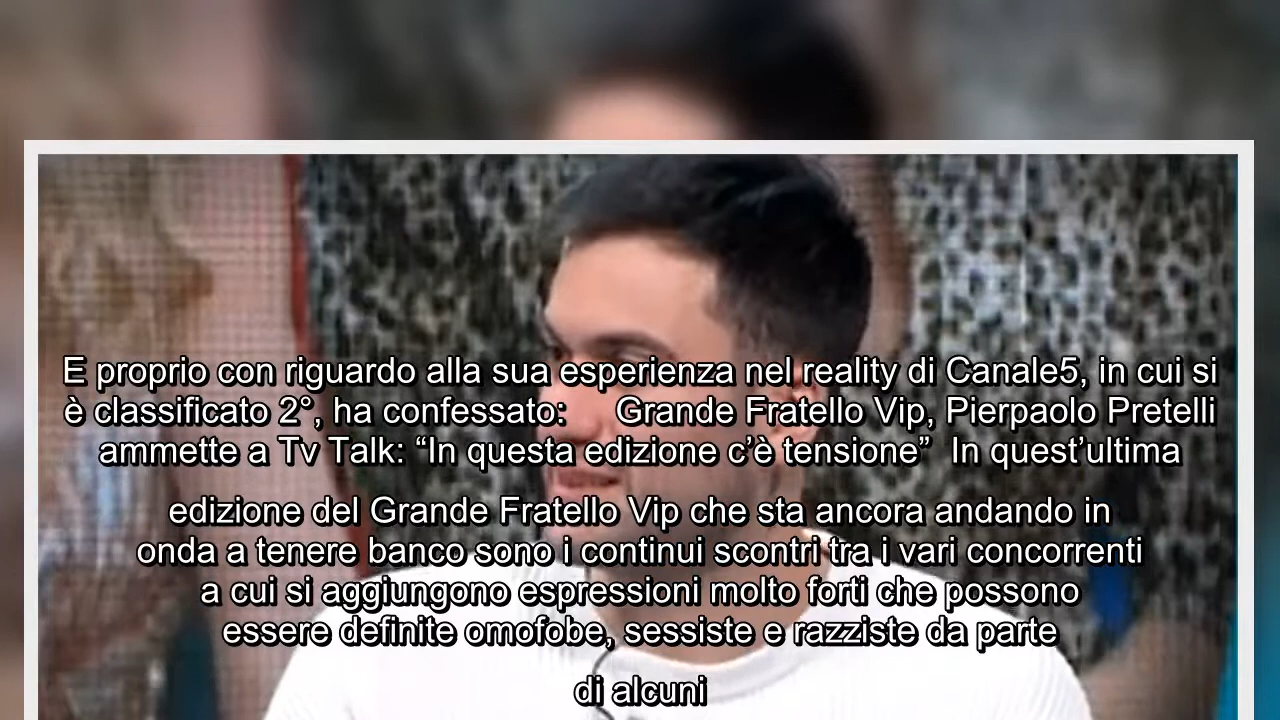 E proprio con riguardo alla sua esperienza nel reality di Canale5, in cui si
è classificato 2°, ha confessato: Grande Fratello Vip, Pierpaolo Pretelli
ammette a Tv Talk: “In questa edizione c’è tensione” In quest’ultima
edizione del Grande Fratello Vip che sta ancora andando in
onda a tenere banco sono i continui scontri tra i vari concorrenti
a cui si aggiungono espressioni molto forti che possono
essere definite omofobe, sessiste e razziste da parte
di alcuni